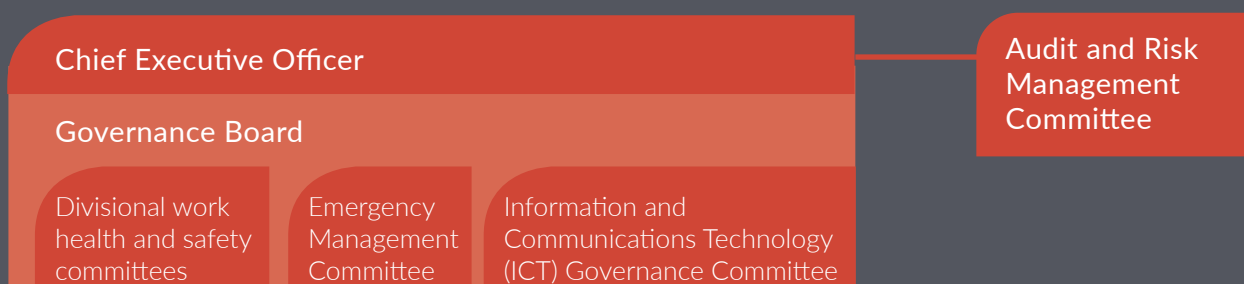 Chief Executive Officer
Audit and Risk
Management
Committee
Governance Board
Divisional work
health and safety
committees
Emergency
Management
Committee
Information and
Communications Technology
(ICT) Governance Committee